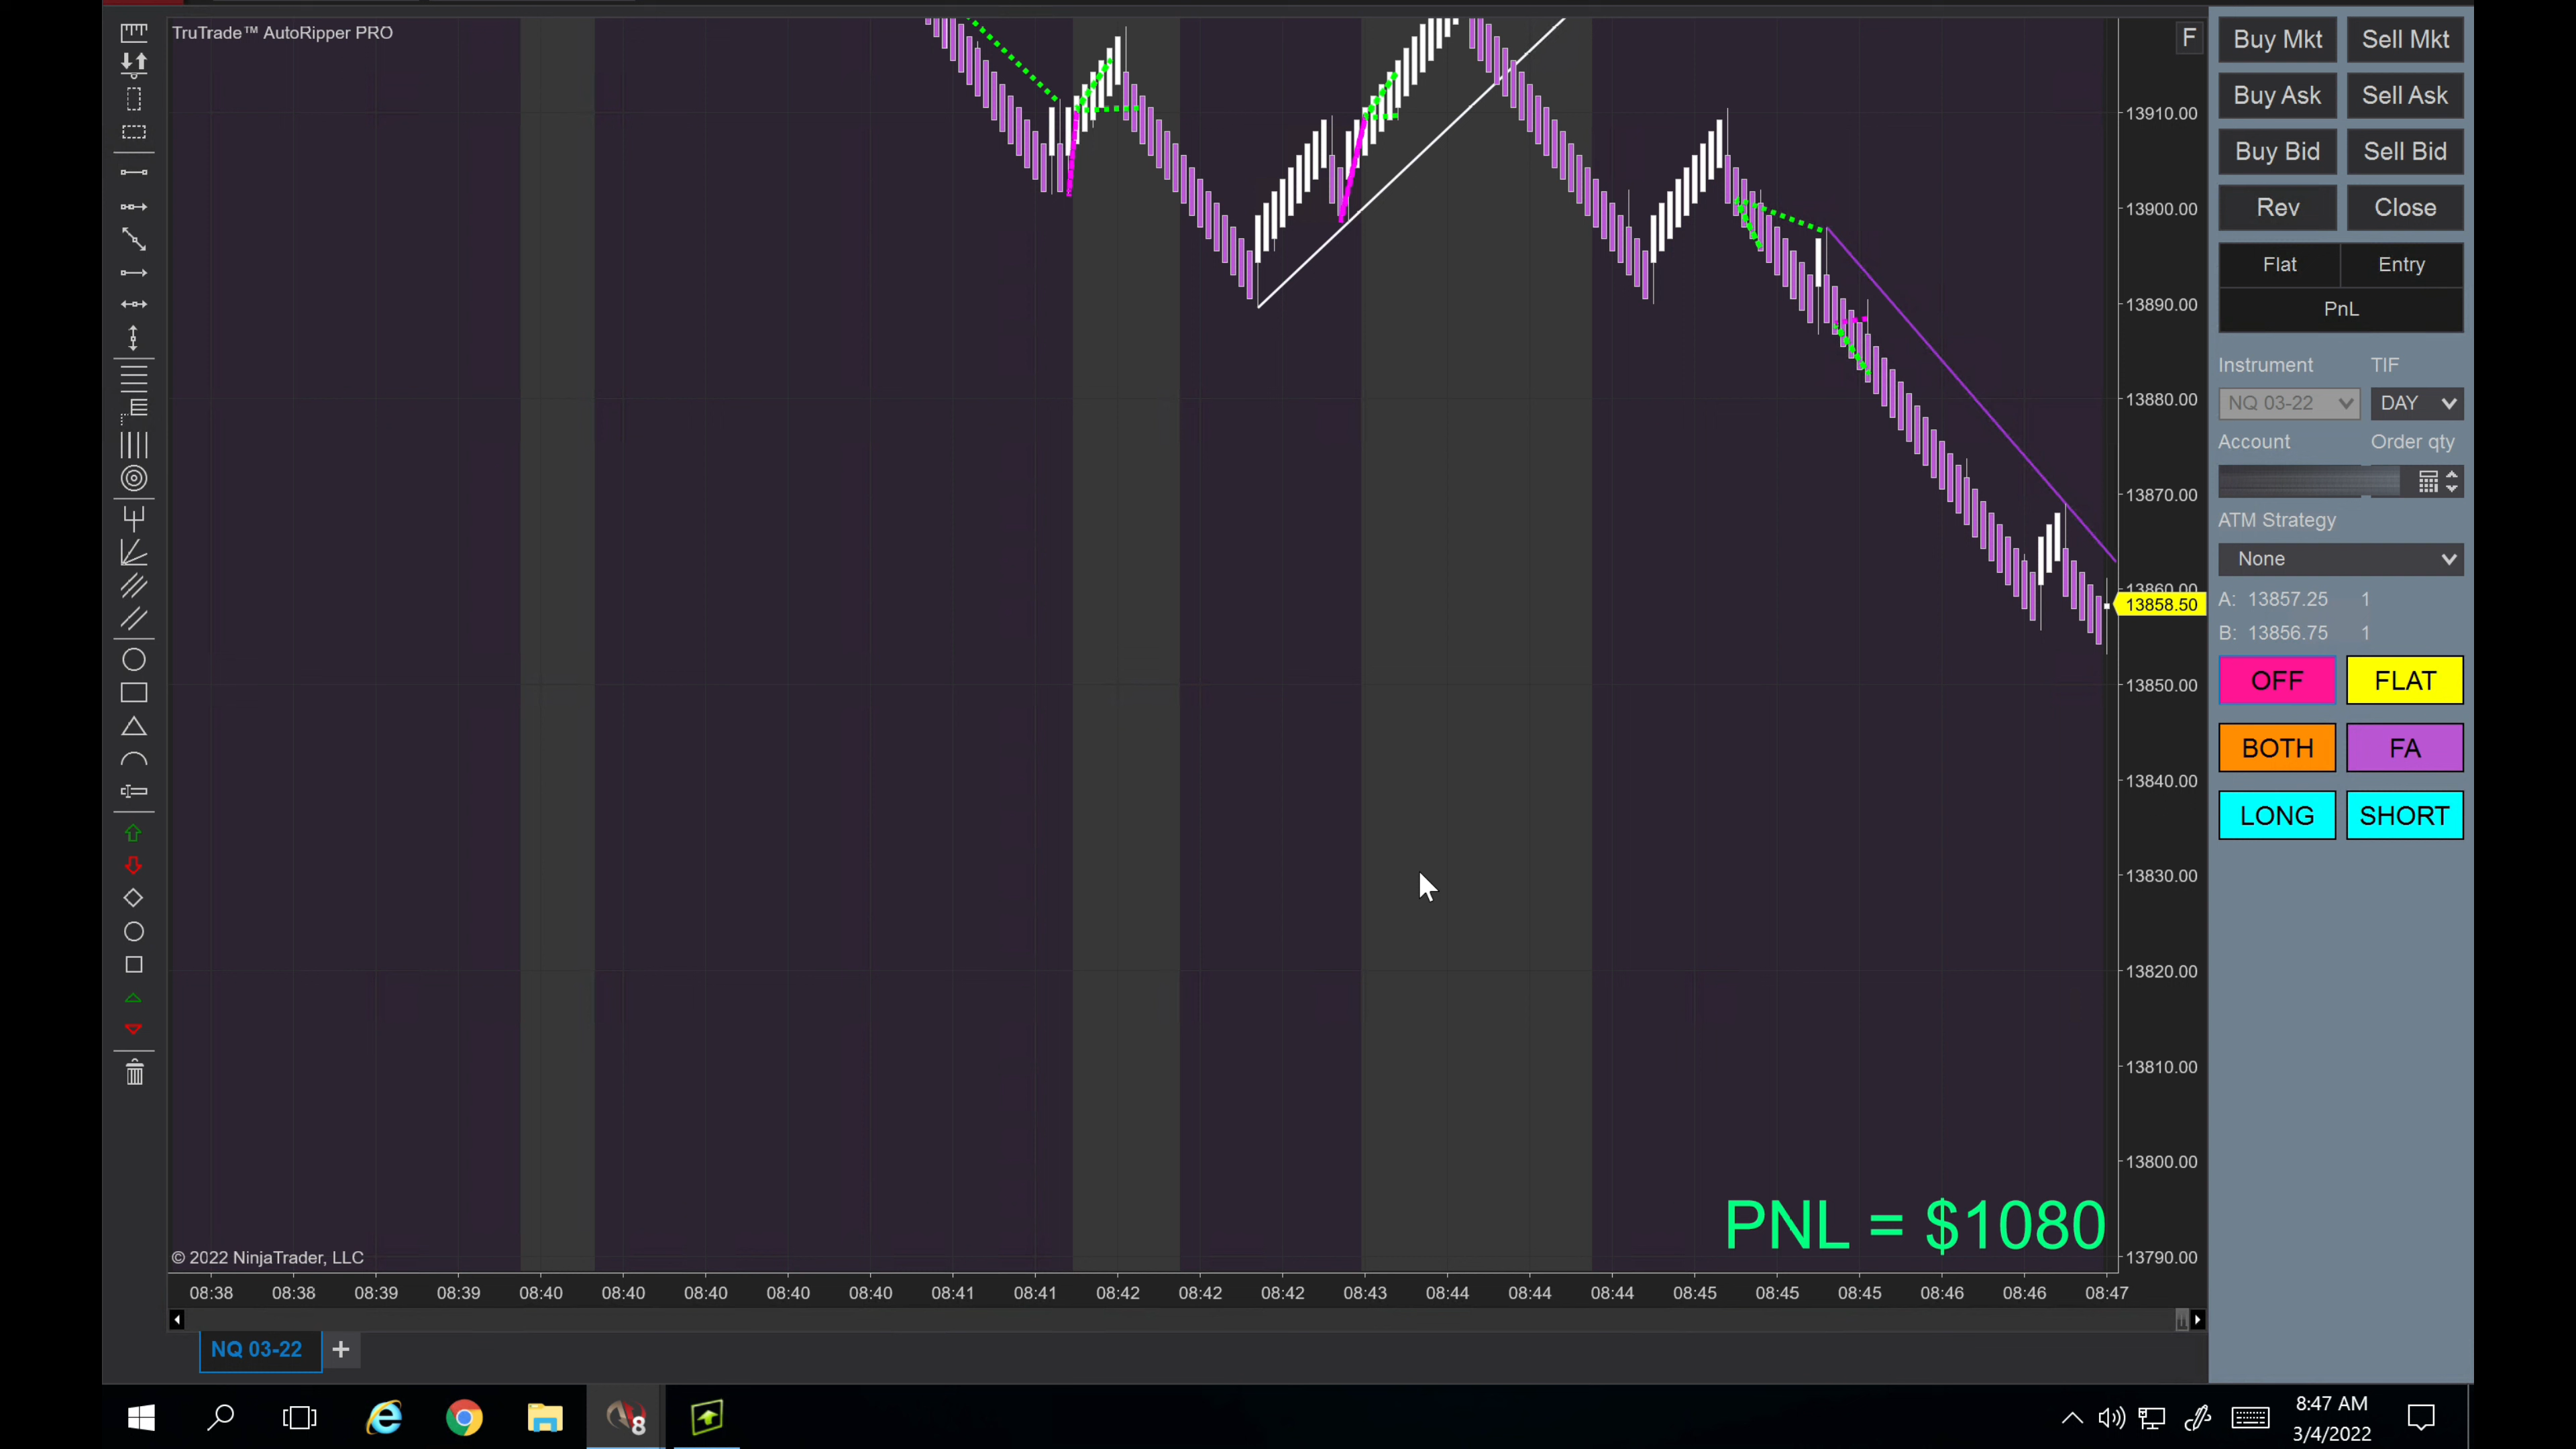 TruTrade™ AutoRipper PRO
F
Buy Mkt
Sell Mkt
Buy Ask
Sell Ask
Buy Bid
Sell Bid
Rev
Close
Flat
Entry
PnL
Instrument
TIF
NQ 03-22
DAY
Account
Order qty
ATM Strategy
None
A: 13857.25 1
B: 13856.75 1
OFF
FLAT
BOTH
FA
LONG
SHORT
13910.00
13900.00
13890.00
13880.00
13870.00
13860.00
13858.50
13850.00
13840.00
13830.00
13820.00
13810.00
13800.00
13790.00
PNL = $1080
© 2022 NinjaTrader, LLC
08:38 08:38 08:39 08:39 08:40 08:40 08:40 08:40 08:40 08:41 08:41 08:42 08:42 08:42 08:43 08:44 08:44 08:44 08:45 08:45 08:45 08:46 08:46 08:47
NQ 03-22 +
8
8:47 AM
3/4/2022